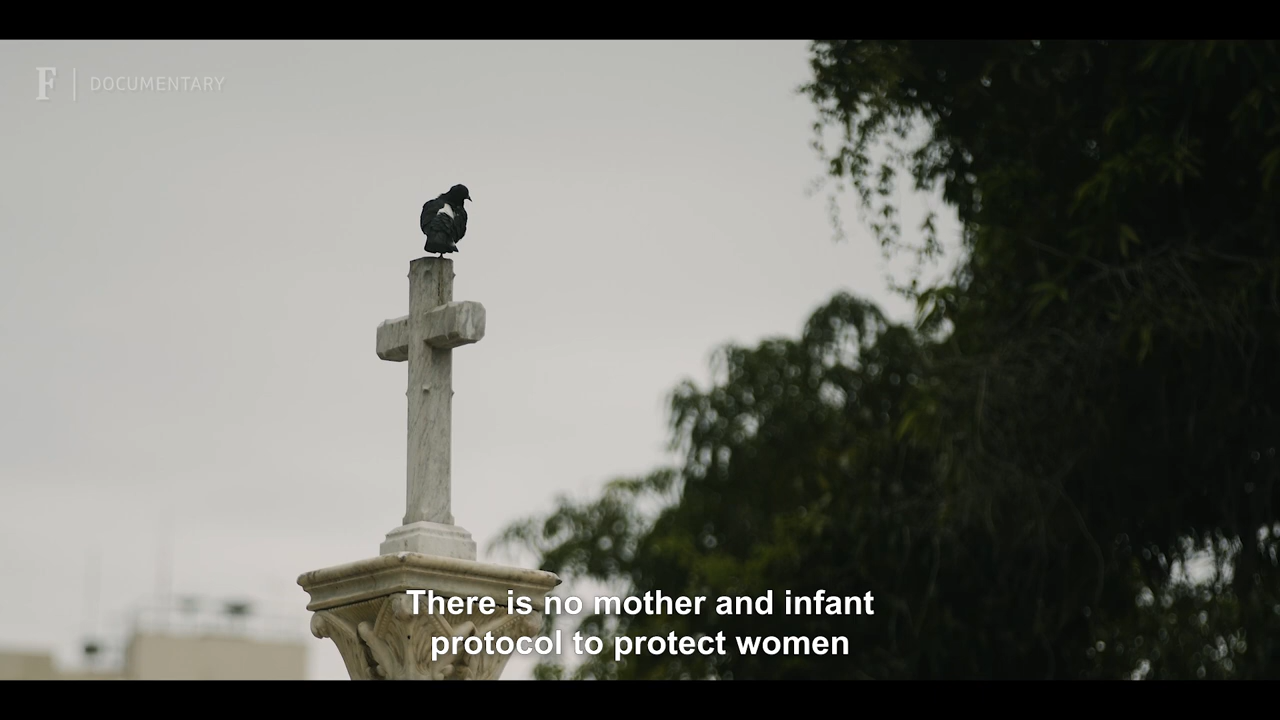 F | DOCUMENTARY
There is no mother and infant
protocol to protect women